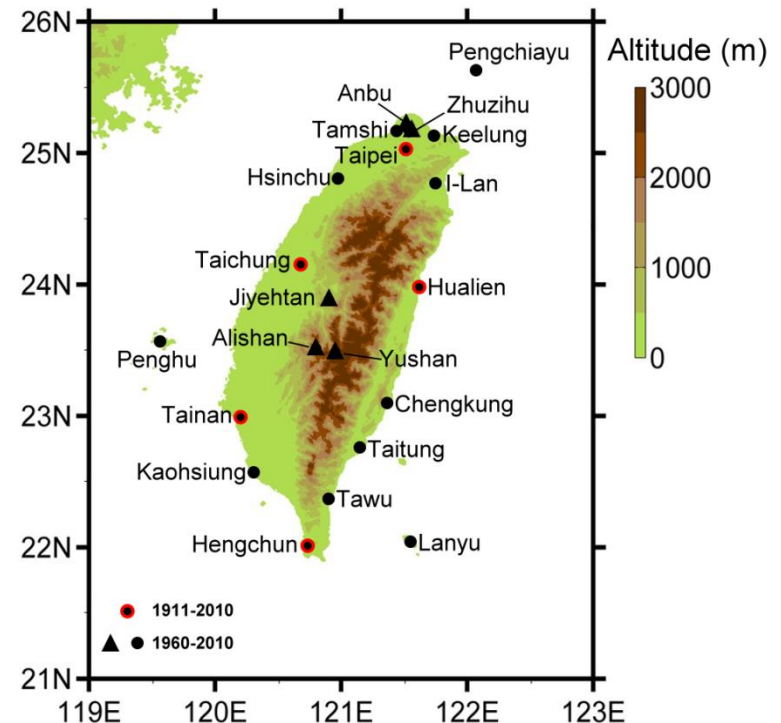 26N
Altitude (m)
Pengchiayu
3000
Anbu
Zhuzihu
Tamshi
Keelung
25N
Taipei
Hsinchu
I-Lan
2000
Taichung
24N
Hualien
1000
Jiyehtan
Alishan
Yushan
Penghu
0
Chengkung
23N
Tainan
Taitung
Kaohsiung
Tawu
22N
Hengchun
Lanyu
1911-2010
1960-2010
21N
119E 120E 121E 122E 123E